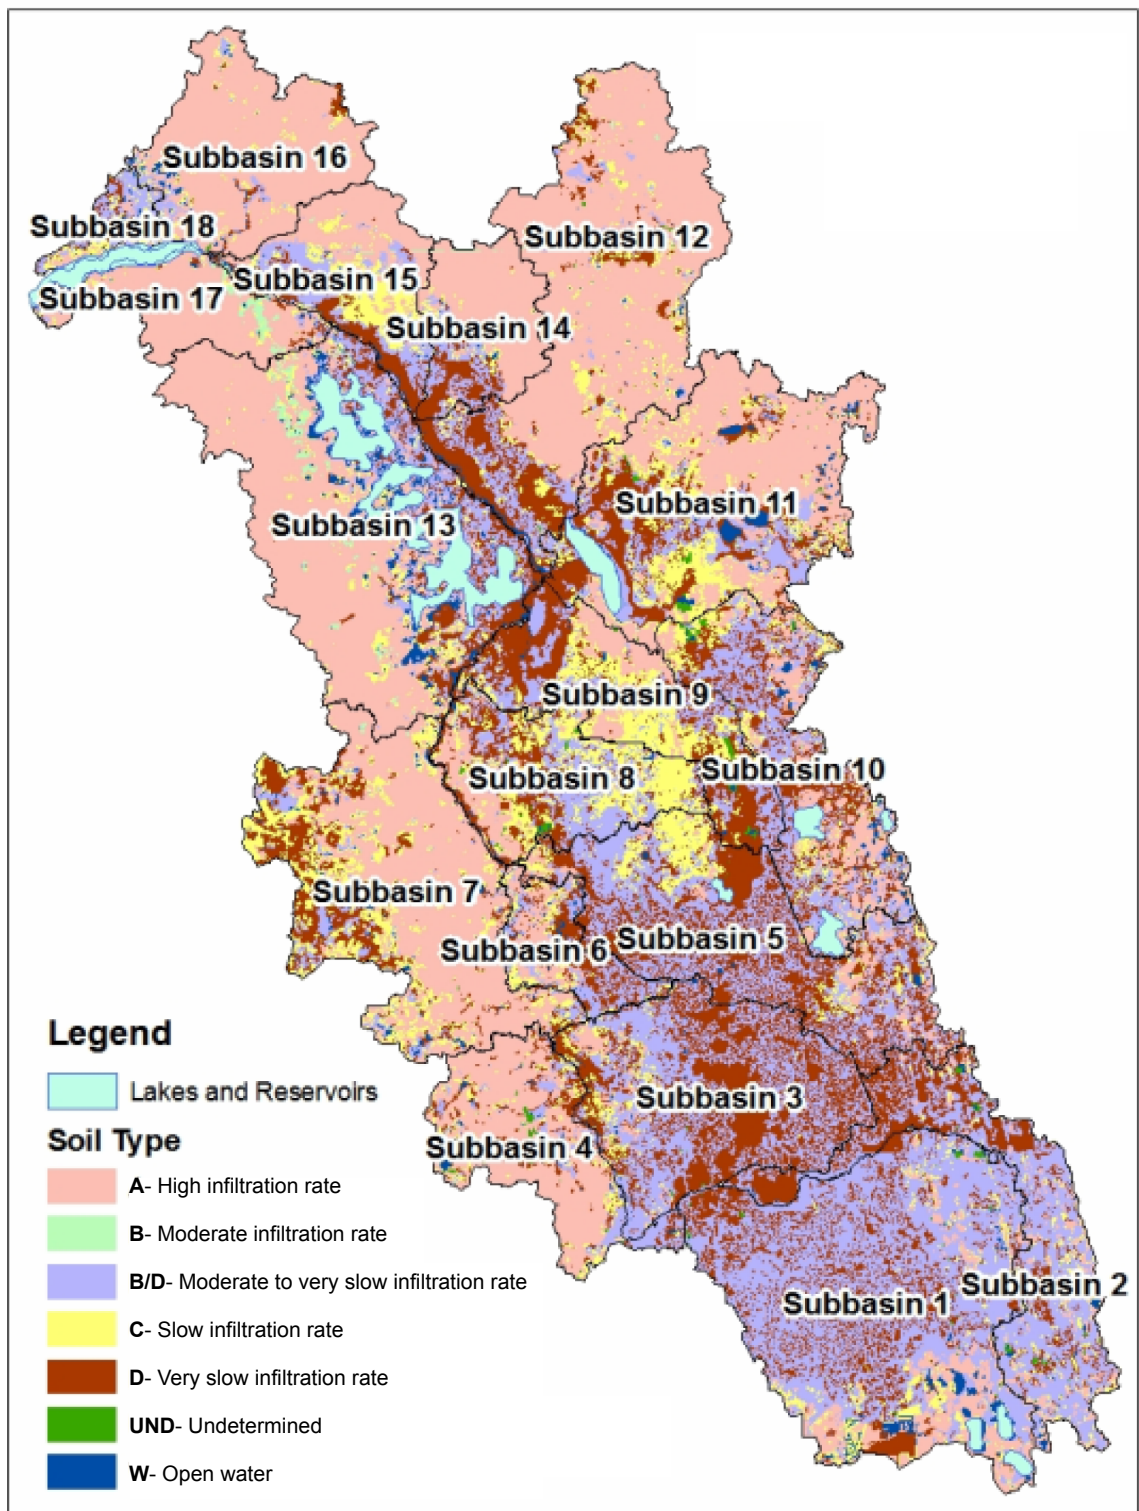 Subbasin 16
Subbasin 18
Subbasin 12
Subbasin 15
Subbasin 17
Subbasin 14
Subbasin 11
Subbasin 13
Subbasin 9
Subbasin 10
Subbasin 8
Subbasin 7
Subbasin 5
Subbasin 6
Subbasin 3
Subbasin 4
Subbasin 2
Subbasin 1
Legend
Lakes and Reservoirs
Soil Type
A- High infiltration rate
B- Moderate infiltration rate
B/D- Moderate to very slow infiltration rate
C- Slow infiltration rate
D- Very slow infiltration rate
UND- Undetermined
W- Open water